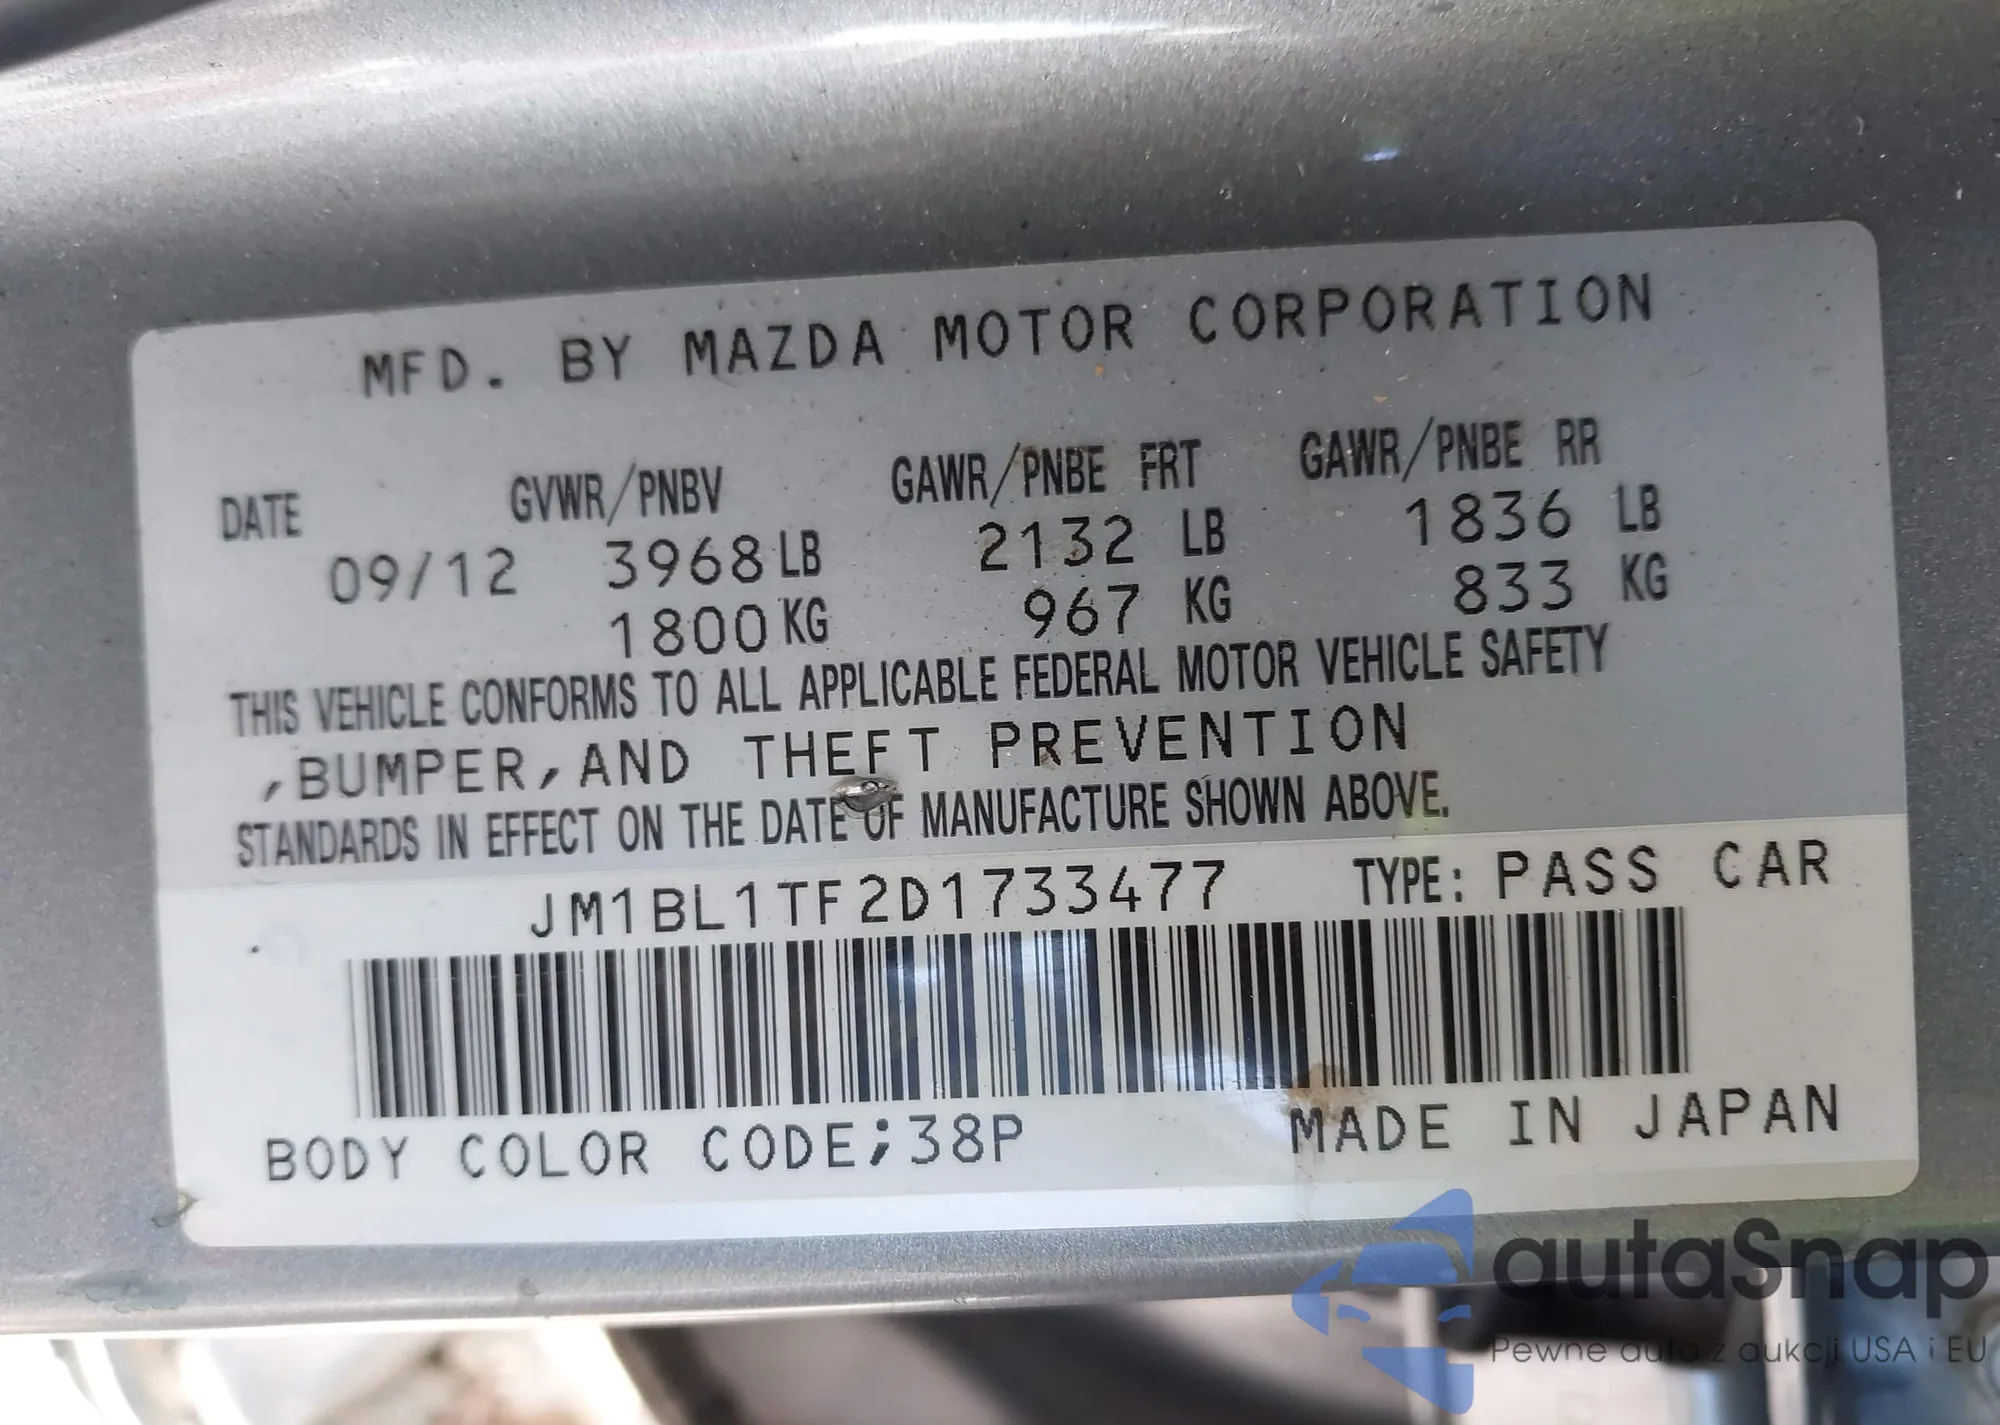 MFD. BY MAZDA MOTOR CORPORATION
DATE GVWR/PNBV GAWR/PNBE FRT GAWR/PNBE RR
09/12 3968 LB 2132 LB 1836 LB
1800 KG 967 KG 833 KG
THIS VEHICLE CONFORMS TO ALL APPLICABLE FEDERAL MOTOR VEHICLE SAFETY
,BUMPER,AND THEFT PREVENTION
STANDARDS IN EFFECT ON THE DATE OF MANUFACTURE SHOWN ABOVE.
JM1BL1TF2D1733477 TYPE: PASS CAR
BODY COLOR CODE;38P MADE IN JAPAN
autaSnap
Pewne auta z aukcji USA i EU